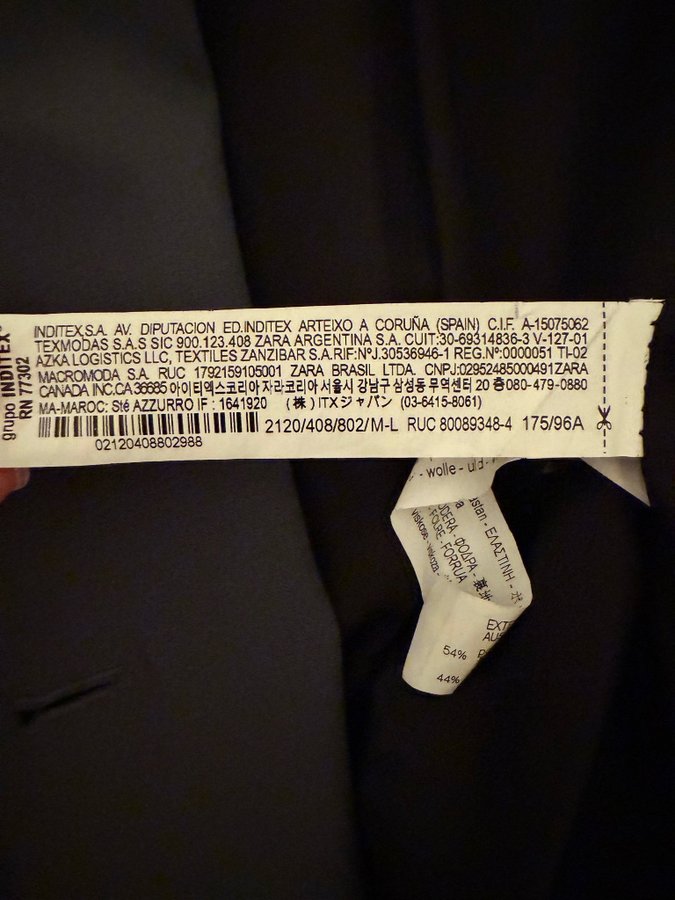 grupo INDITEX®
RN 77302
INDITEX,S.A. AV. DIPUTACION ED.INDITEX ARTEIXO A CORUÑA (SPAIN) C.I.F. A-15075062
TEXMODAS S.A.S SIC 900.123.408 ZARA ARGENTINA S.A. CUIT:30-69314836-3 V-127-01
AZKA LOGISTICS LLC, TEXTILES ZANZIBAR S.A.RIF:Nº.J.30536946-1 REG.Nº:0000051 TI-02
MACROMODA S.A. RUC 1792159105001 ZARA BRASIL LTDA. CNPJ:02952485000491ZARA
CANADA INC.CA 36685 아이티엑스코리아 자라코리아 서울시 강남구 삼성동 무역센터 20 층080-479-0880
MA-MAROC: Sté AZZURRO IF : 1641920 (株) ITXジャパン (03-6415-8061)
02120408802988
2120/408/802/M-L RUC 80089348-4 175/96A
- wolle -
ΕΛΑΣΤΙΝΗ -
- ΦΟΔΡΑ -
- FORRUA
EXT
AU
54% P
44%